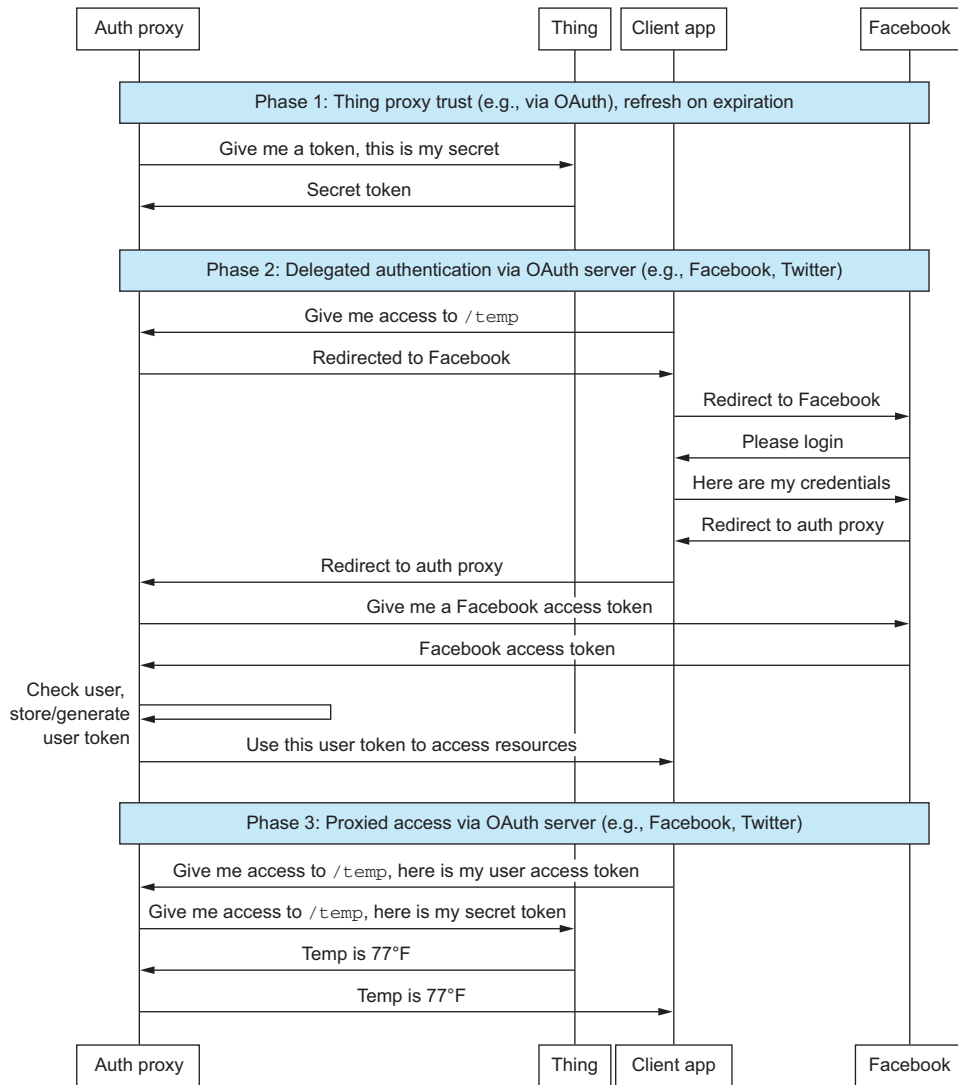 Auth proxy
Thing
Client app
Facebook
Phase 1: Thing proxy trust (e.g., via OAuth), refresh on expiration
Give me a token, this is my secret
Secret token
Phase 2: Delegated authentication via OAuth server (e.g., Facebook, Twitter)
Give me access to /temp
Redirected to Facebook
Redirect to Facebook
Please login
Here are my credentials
Redirect to auth proxy
Redirect to auth proxy
Give me a Facebook access token
Facebook access token
Check user,
store/generate
user token
Use this user token to access resources
Phase 3: Proxied access via OAuth server (e.g., Facebook, Twitter)
Give me access to /temp, here is my user access token
Give me access to /temp, here is my secret token
Temp is 77°F
Temp is 77°F
Auth proxy
Thing
Client app
Facebook